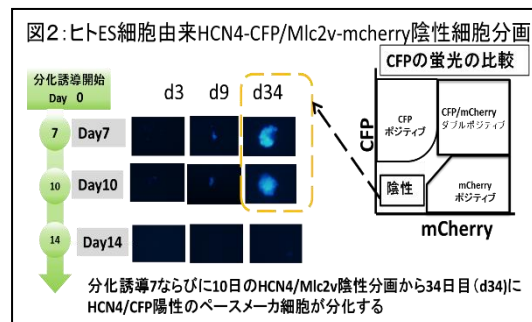 図2:ヒトES細胞由来HCN4-CFP/Mlc2v-mcherry陰性細胞分画
分化誘導開始
Day 0
d3 d9 d34
7 Day7
10 Day10
14 Day14
CFPの蛍光の比較
CFP
CFP
ポジティブ
CFP/mCherry
ダブルポジティブ
陰性
mCherry
ポジティブ
mCherry
分化誘導7ならびに10日のHCN4/Mlc2v陰性分画から34日目(d34)に
HCN4/CFP陽性のペースメーカ細胞が分化する